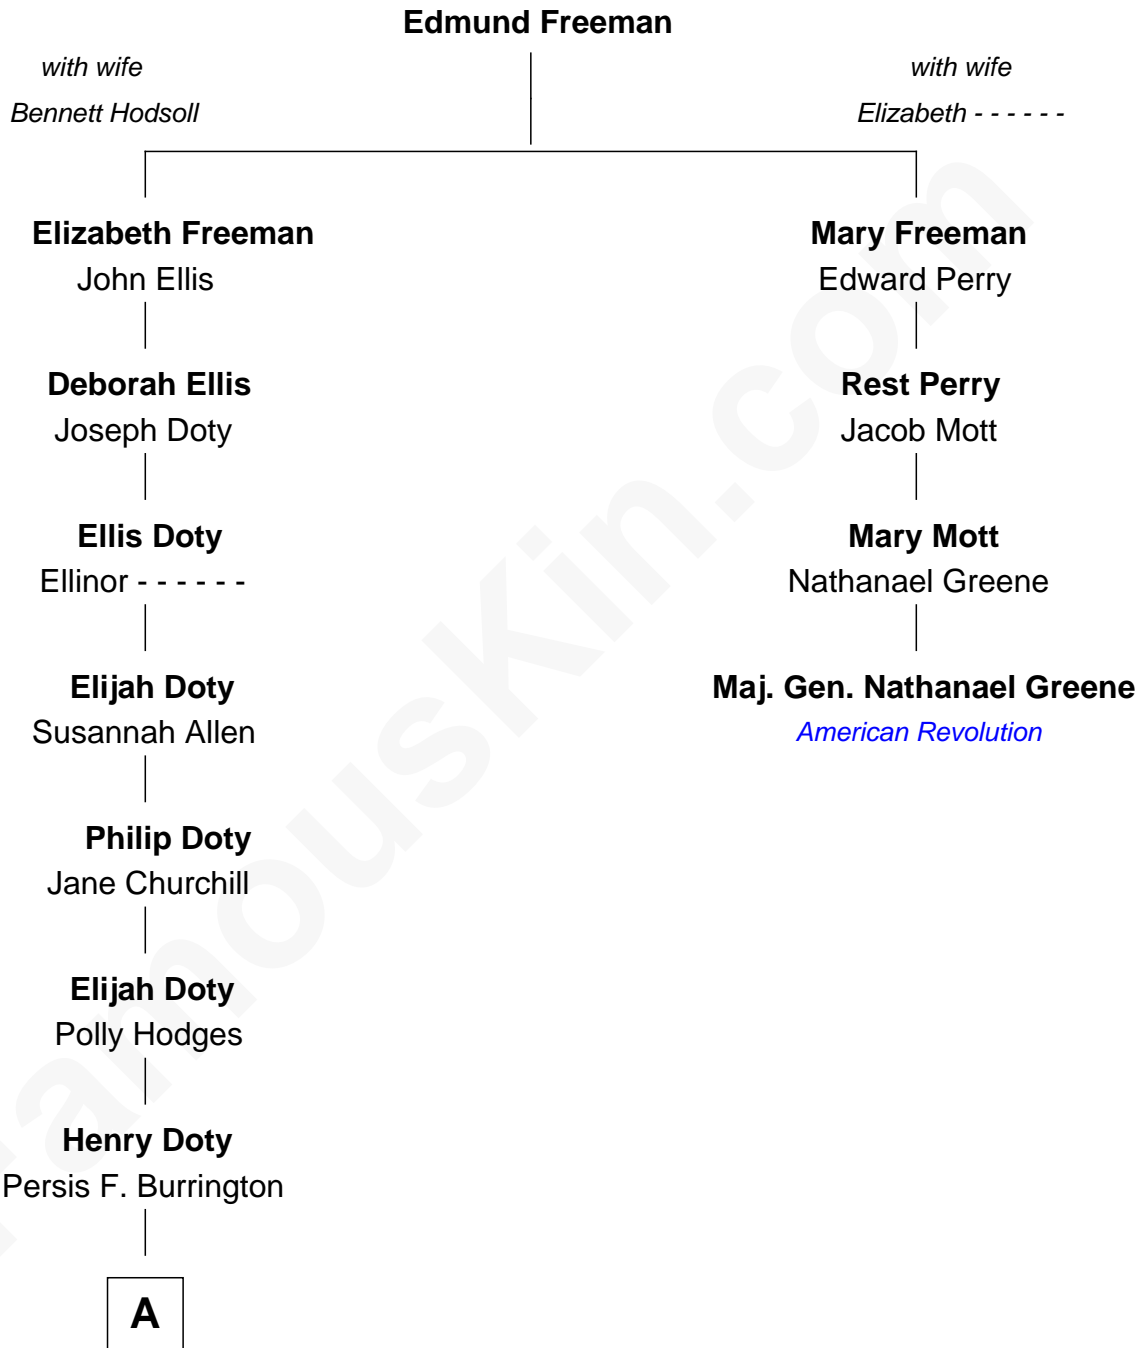 Edmund Freeman
with wife
Bennett Hodsoll
with wife
Elizabeth - - - - - -
Elizabeth Freeman
John Ellis
Mary Freeman
Edward Perry
Deborah Ellis
Joseph Doty
Rest Perry
Jacob Mott
Ellis Doty
Ellinor - - - - - -
Mary Mott
Nathanael Greene
Elijah Doty
Susannah Allen
Maj. Gen. Nathanael Greene
American Revolution
Philip Doty
Jane Churchill
Elijah Doty
Polly Hodges
Henry Doty
Persis F. Burrington
A
FamousKin.com